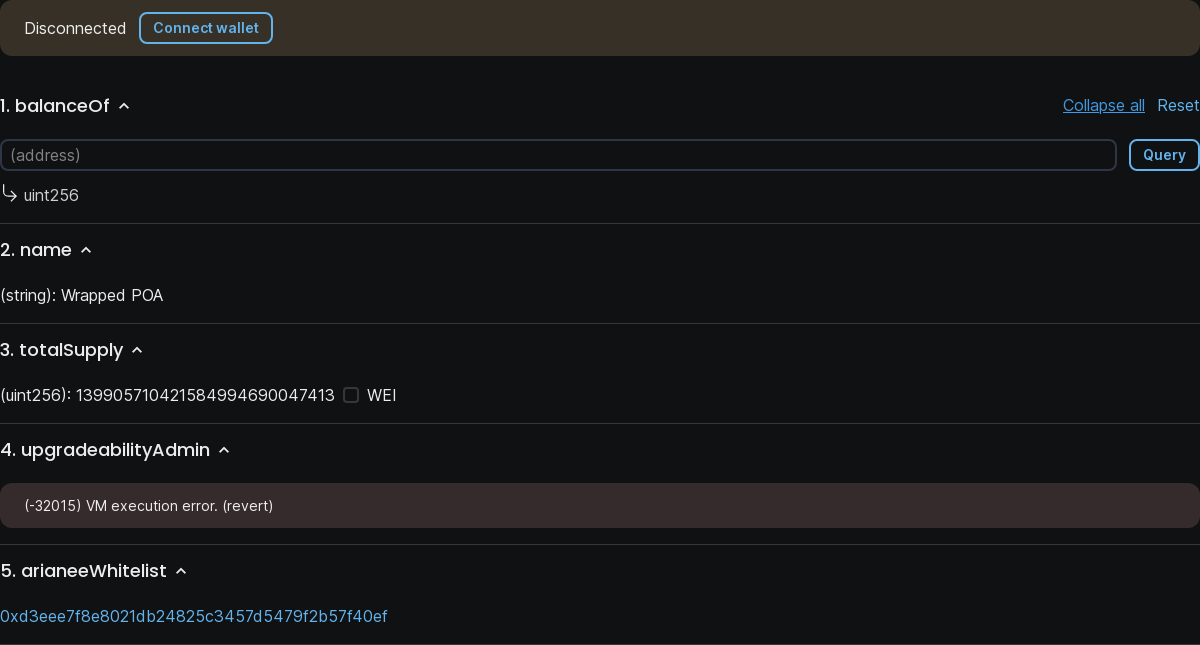 Disconnected Connect wallet
1. balanceOf Collapse all Reset
(address) Query
uint256
2. name
(string): Wrapped POA
3. totalSupply
(uint256): 139905710421584994690047413 WEI
4. upgradeabilityAdmin
(-32015) VM execution error. (revert)
5. arianeeWhitelist
0xd3eee7f8e8021db24825c3457d5479f2b57f40ef